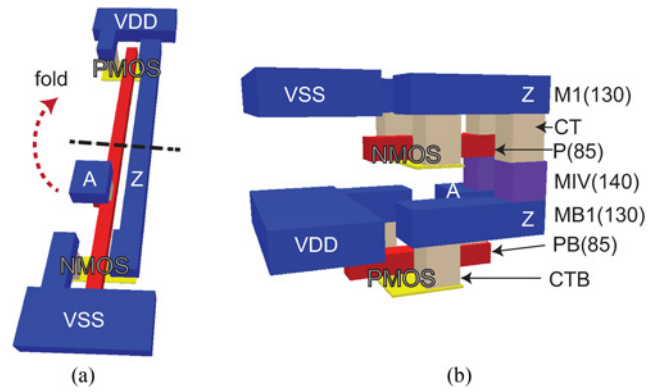 VDD
PMOS
fold
A
Z
NMOS
VSS
(a)
VSS
Z
M1(130)
CT
NMOS
P(85)
MIV(140)
A
Z
MB1(130)
VDD
PB(85)
PMOS
CTB
(b)